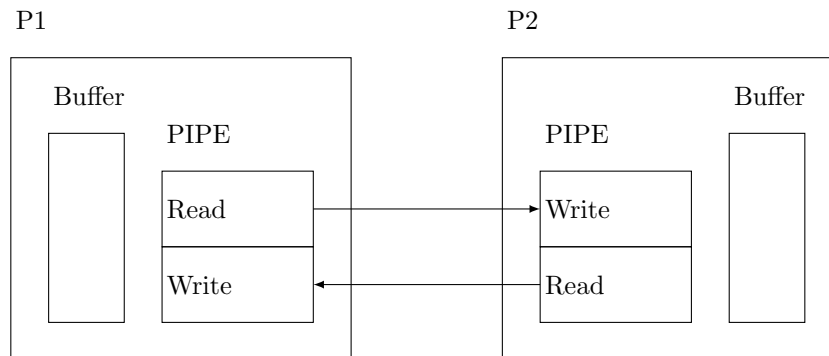 P1
P2
Buffer
Buffer
PIPE
PIPE
Read
Write
Write
Read